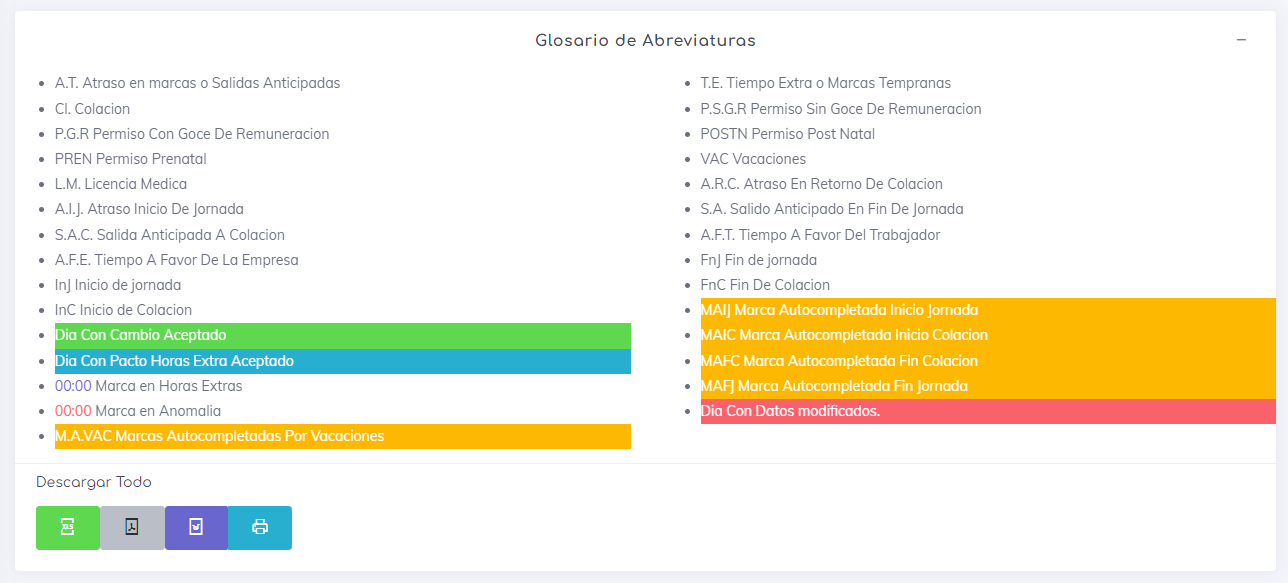 Glosario de Abreviaturas
A.T. Atraso en marcas o Salidas Anticipadas
Cl. Colacion
P.G.R Permiso Con Goce De Remuneracion
PREN Permiso Prenatal
L.M. Licencia Medica
A.I.J. Atraso Inicio De Jornada
S.A.C. Salida Anticipada A Colacion
A.F.E. Tiempo A Favor De La Empresa
InJ Inicio de jornada
InC Inicio de Colacion
Dia Con Cambio Aceptado
Dia Con Pacto Horas Extra Aceptado
00:00 Marca en Horas Extras
00:00 Marca en Anomalia
M.A.VAC Marcas Autocompletadas Por Vacaciones
T.E. Tiempo Extra o Marcas Tempranas
P.S.G.R Permiso Sin Goce De Remuneracion
POSTN Permiso Post Natal
VAC Vacaciones
A.R.C. Atraso En Retorno De Colacion
S.A. Salido Anticipado En Fin De Jornada
A.F.T. Tiempo A Favor Del Trabajador
FnJ Fin de jornada
FnC Fin De Colacion
MAIJ Marca Autocompletada Inicio Jornada
MAIC Marca Autocompletada Inicio Colacion
MAFC Marca Autocompletada Fin Colacion
MAFJ Marca Autocompletada Fin Jornada
Dia Con Datos modificados.
Descargar Todo
XLS